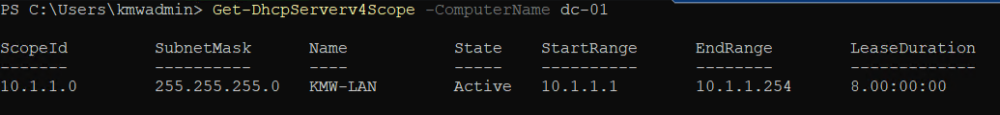 PS C:\Users\kmwadmin> Get-DhcpServerv4Scope -ComputerName dc-01
ScopeId SubnetMask Name State StartRange EndRange LeaseDuration
------- ---------- ---- ----- ---------- -------- -------------
10.1.1.0 255.255.255.0 KMW-LAN Active 10.1.1.1 10.1.1.254 8.00:00:00